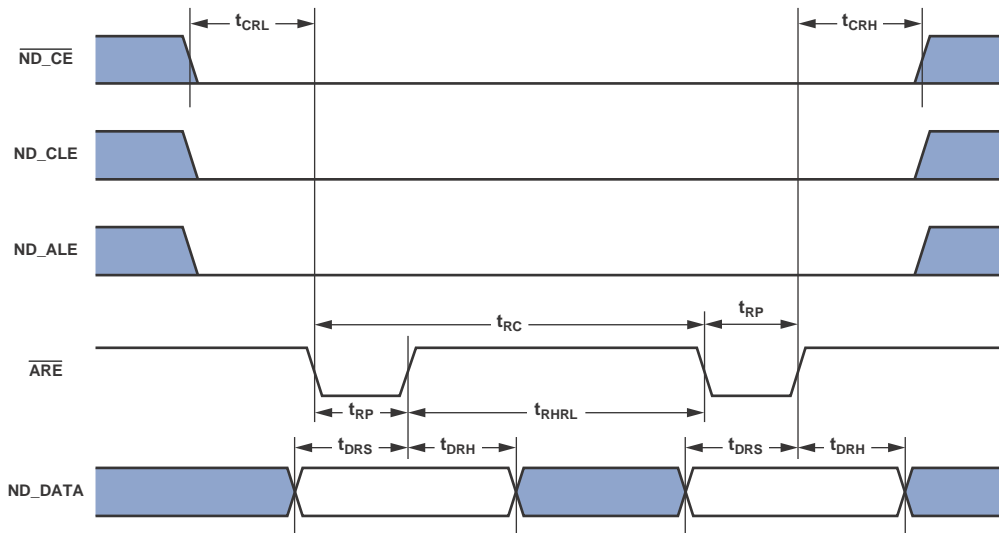 tCRL
tCRH
ND_CE
ND_CLE
ND_ALE
tRC
tRP
ARE
tRP
tRHRL
tDRS
tDRH
tDRS
tDRH
ND_DATA